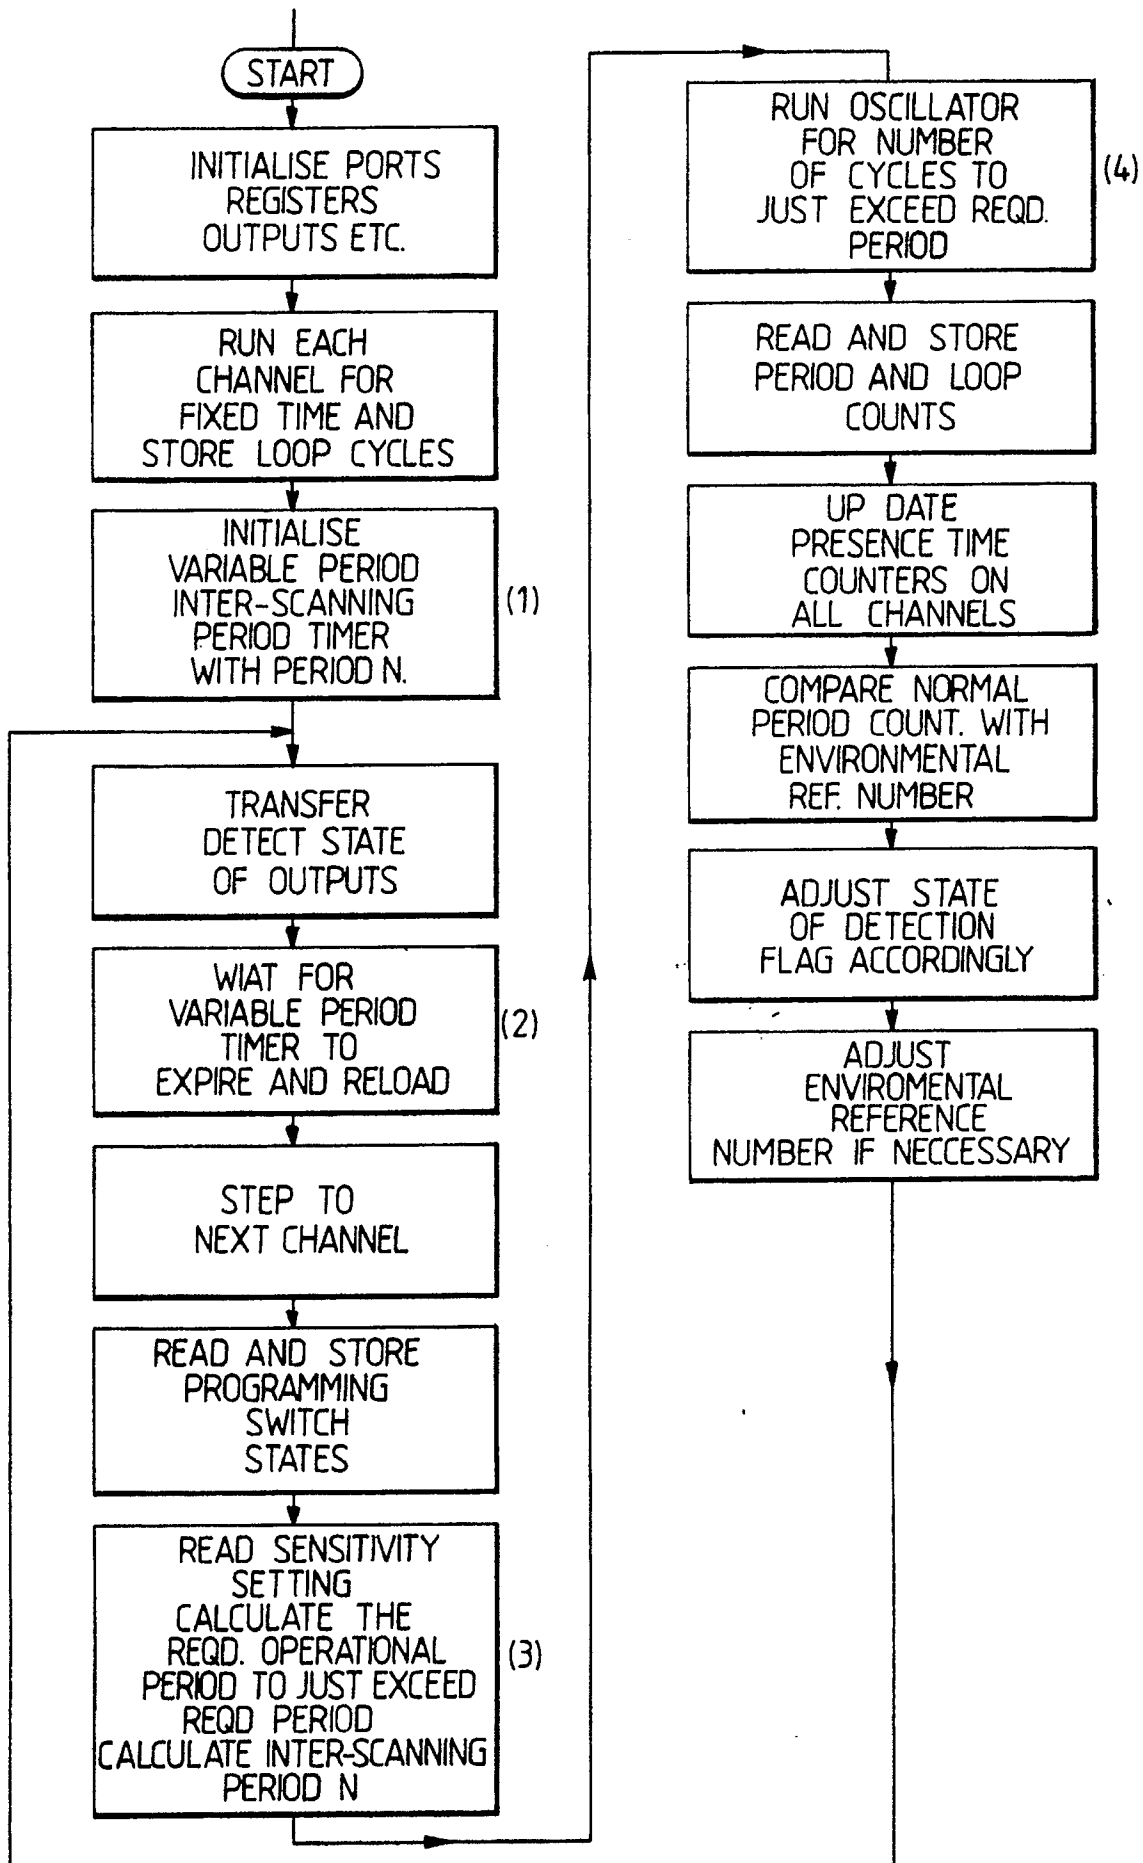 START
INITIALISE PORTS
REGISTERS
OUTPUTS ETC.
RUN EACH
CHANNEL FOR
FIXED TIME AND
STORE LOOP CYCLES
INITIALISE
VARIABLE PERIOD
INTER-SCANNING
PERIOD TIMER
WITH PERIOD N.
(1)
TRANSFER
DETECT STATE
OF OUTPUTS
WIAT FOR
VARIABLE PERIOD
TIMER TO
EXPIRE AND RELOAD
(2)
STEP TO
NEXT CHANNEL
READ AND STORE
PROGRAMMING
SWITCH
STATES
READ SENSITIVITY
SETTING
CALCULATE THE
REQD. OPERATIONAL
PERIOD TO JUST EXCEED
REQD PERIOD
CALCULATE INTER-SCANNING
PERIOD N
(3)
RUN OSCILLATOR
FOR NUMBER
OF CYCLES TO
JUST EXCEED REQD.
PERIOD
(4)
READ AND STORE
PERIOD AND LOOP
COUNTS
UP DATE
PRESENCE TIME
COUNTERS ON
ALL CHANNELS
COMPARE NORMAL
PERIOD COUNT. WITH
ENVIRONMENTAL
REF. NUMBER
ADJUST STATE
OF DETECTION
FLAG ACCORDINGLY
ADJUST
ENVIROMENTAL
REFERENCE
NUMBER IF NECCESSARY